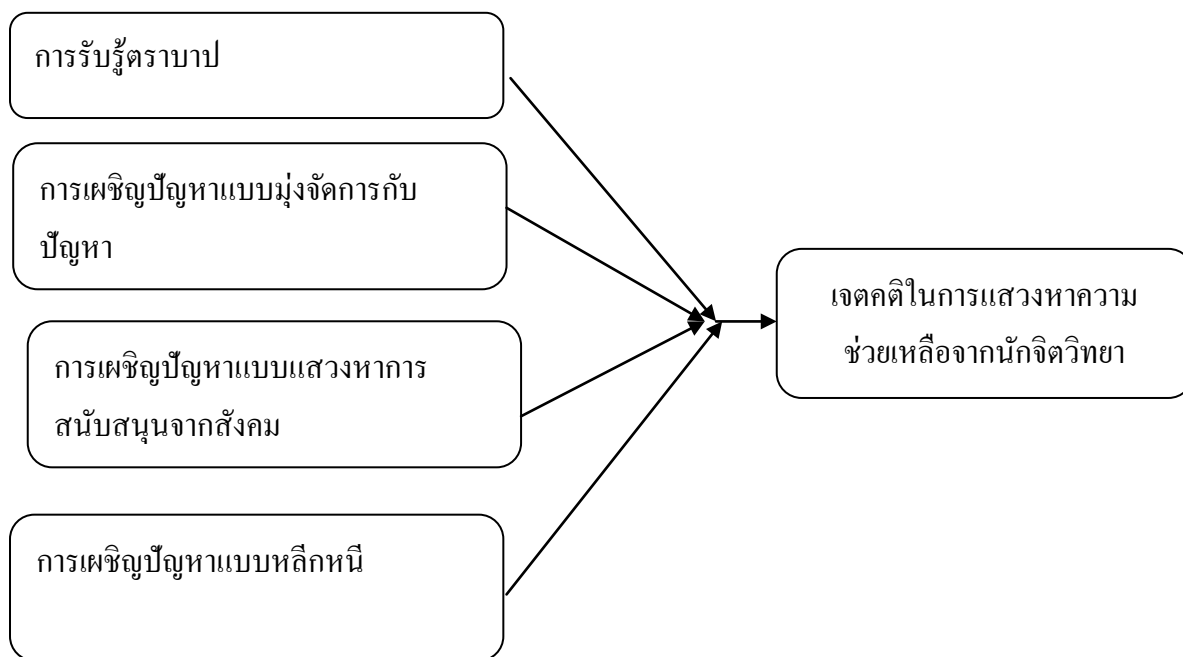 การรับรู้ตราบาป
การเผชิญปัญหาแบบมุ่งจัดการกับ
ปัญหา
การเผชิญปัญหาแบบแสวงหาการ
สนับสนุนจากสังคม
การเผชิญปัญหาแบบหลีกหนี
เจตคติในการแสวงหาความ
ช่วยเหลือจากนักจิตวิทยา